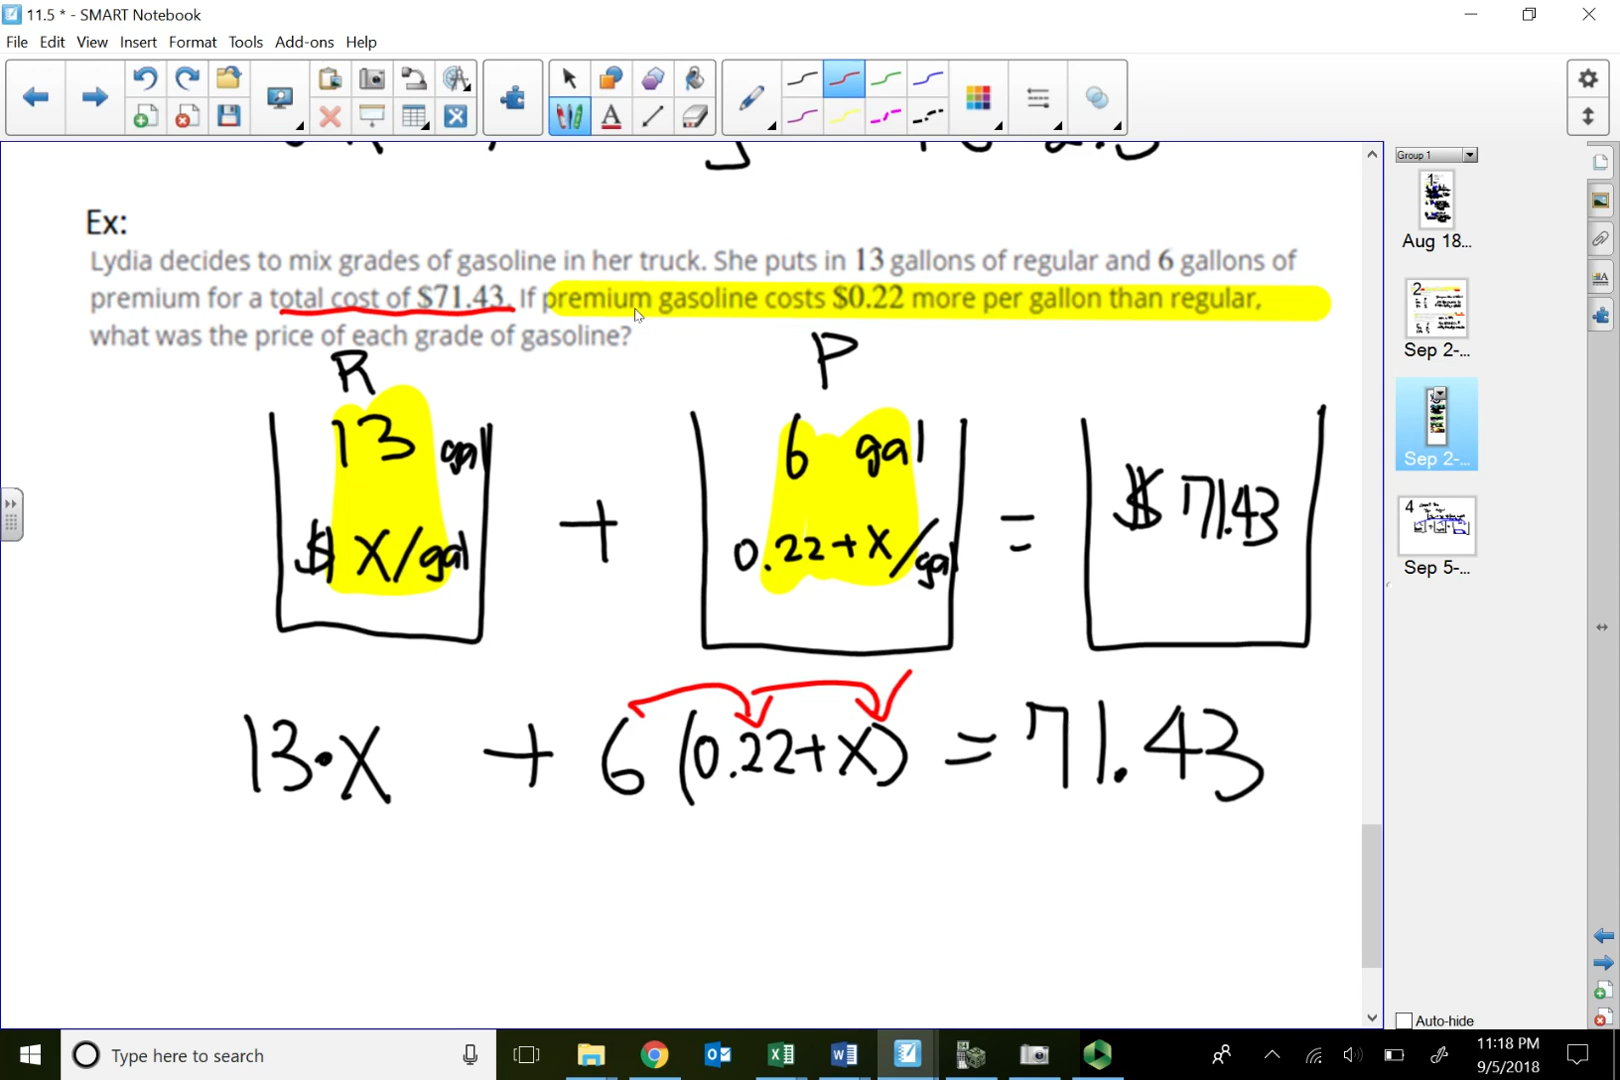 11.5 * - SMART Notebook
File Edit View Insert Format Tools Add-ons Help
Group 1
Ex:
Lydia decides to mix grades of gasoline in her truck. She puts in 13 gallons of regular and 6 gallons of
premium for a total cost of $71.43. If premium gasoline costs $0.22 more per gallon than regular,
what was the price of each grade of gasoline?
R P
13 gal 6 gal
$ X/gal + 0.22+X/gal = $ 71.43
13·X + 6 (0.22+X) = 71.43
1
Aug 18...
2
Sep 2-...
Sep 2-...
4
Sep 5-...
Auto-hide
Type here to search
11:18 PM
9/5/2018